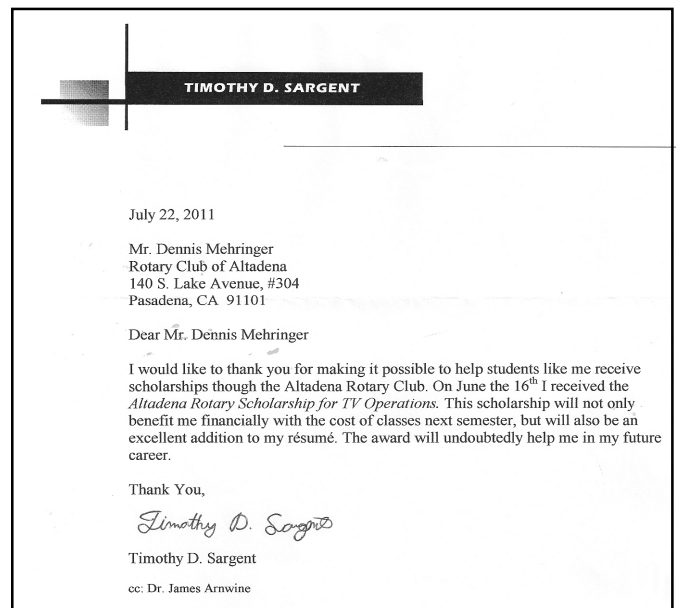 TIMOTHY D. SARGENT
July 22, 2011
Mr. Dennis Mehringer
Rotary Club of Altadena
140 S. Lake Avenue, #304
Pasadena, CA 91101
Dear Mr. Dennis Mehringer
I would like to thank you for making it possible to help students like me receive
scholarships though the Altadena Rotary Club. On June the 16th I received the
Altadena Rotary Scholarship for TV Operations. This scholarship will not only
benefit me financially with the cost of classes next semester, but will also be an
excellent addition to my résumé. The award will undoubtedly help me in my future
career.
Thank You,
Timothy D. Sargent
Timothy D. Sargent
cc: Dr. James Arnwine